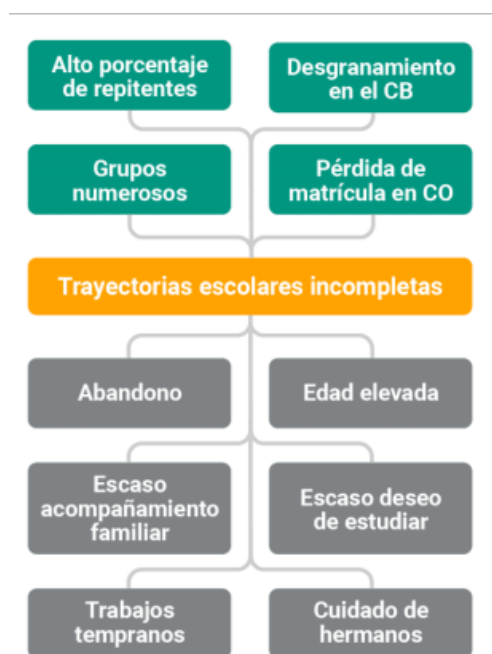 Alto porcentaje
de repitentes
Desgranamiento
en el CB
Grupos
numerosos
Pérdida de
matrícula en CO
Trayectorias escolares incompletas
Abandono
Edad elevada
Escaso
acompañamiento
familiar
Escaso deseo
de estudiar
Trabajos
tempranos
Cuidado de
hermanos